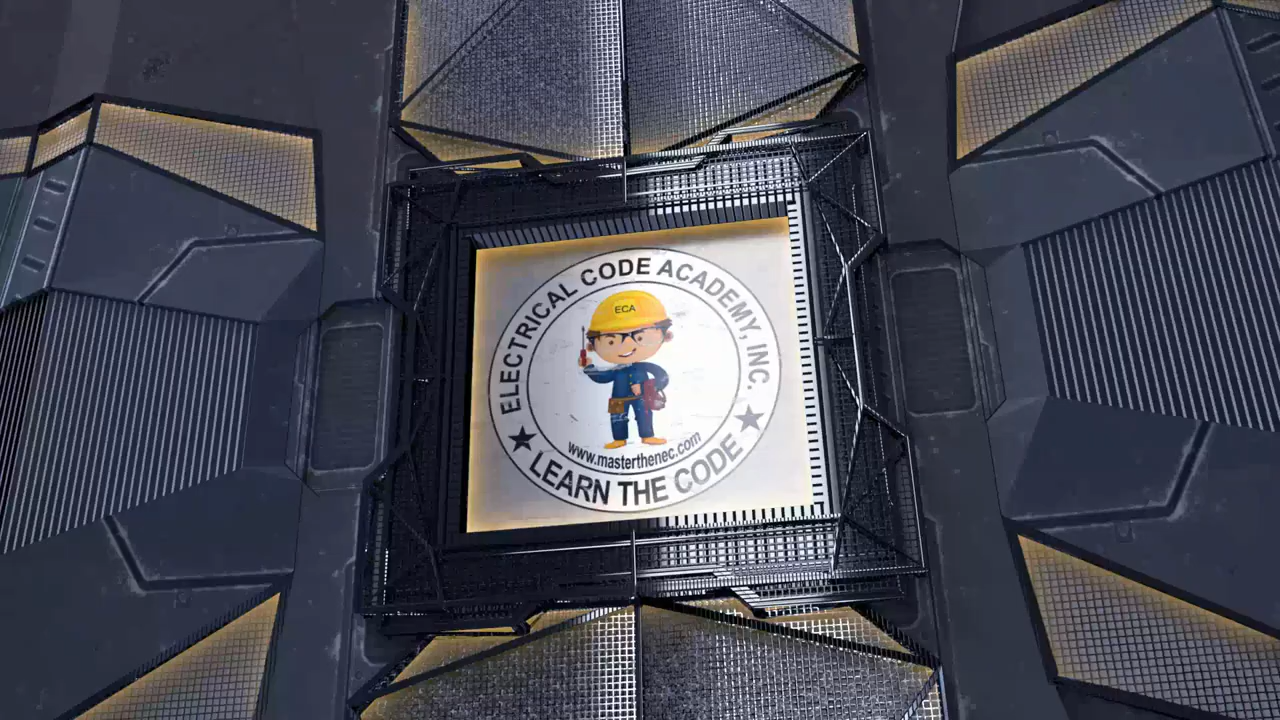 ELECTRICAL CODE ACADEMY, INC.
ECA
www.masterthenec.com
★ LEARN THE CODE ★